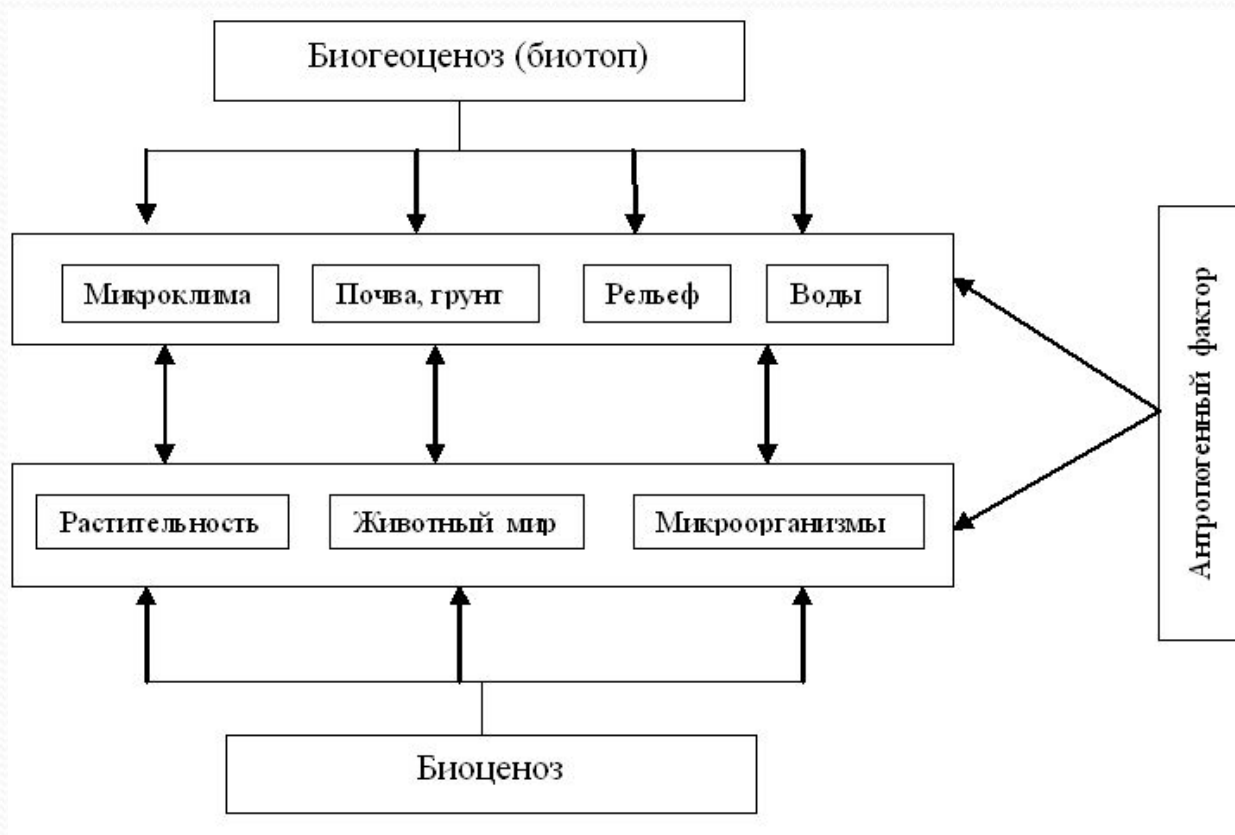 Биогеоценоз (биотоп)
Микроклима
Почва, грунт
Рельеф
Воды
Антропогенный фактор
Растительность
Животный мир
Микроорганизмы
Биоценоз